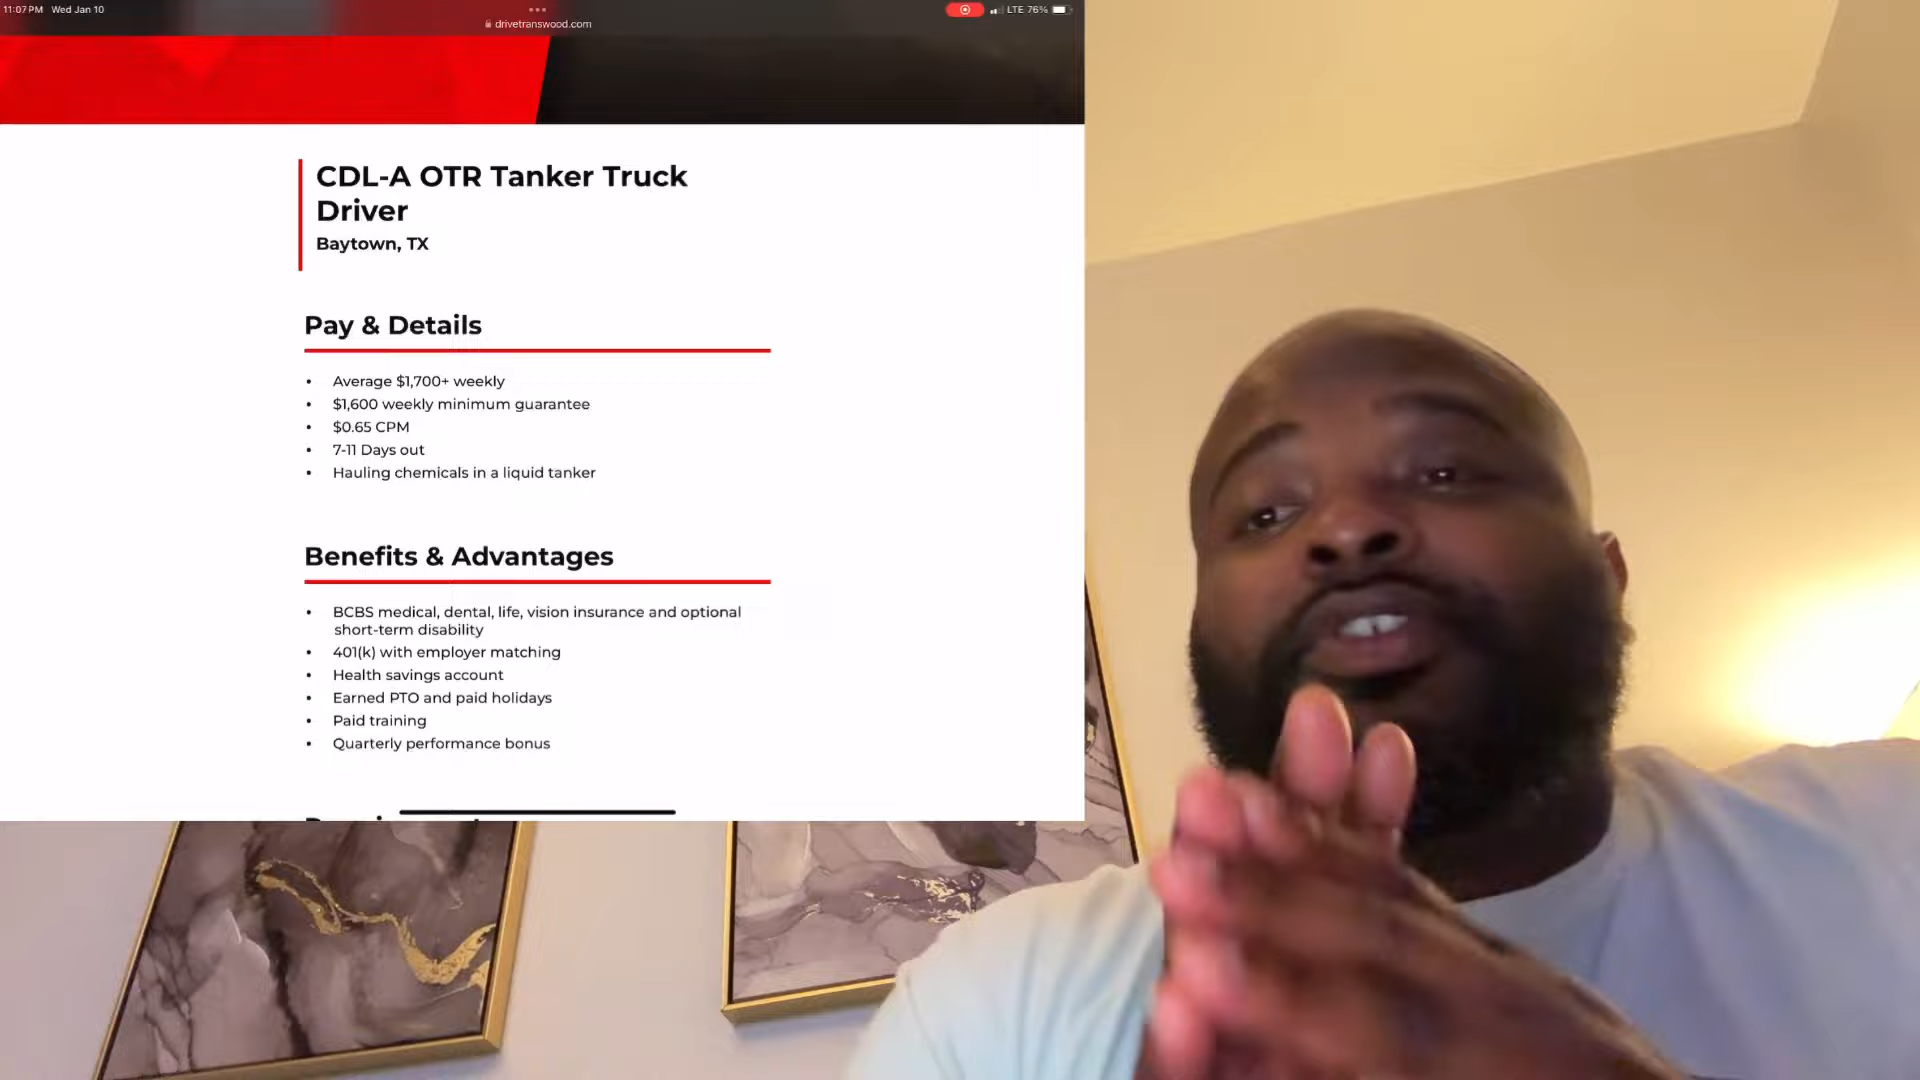 11:07 PM Wed Jan 10
LTE 76%
drivetranswood.com
CDL-A OTR Tanker Truck
Driver
Baytown, TX
Pay & Details
• Average $1,700+ weekly
• $1,600 weekly minimum guarantee
• $0.65 CPM
• 7-11 Days out
• Hauling chemicals in a liquid tanker
Benefits & Advantages
• BCBS medical, dental, life, vision insurance and optional
short-term disability
• 401(k) with employer matching
• Health savings account
• Earned PTO and paid holidays
• Paid training
• Quarterly performance bonus